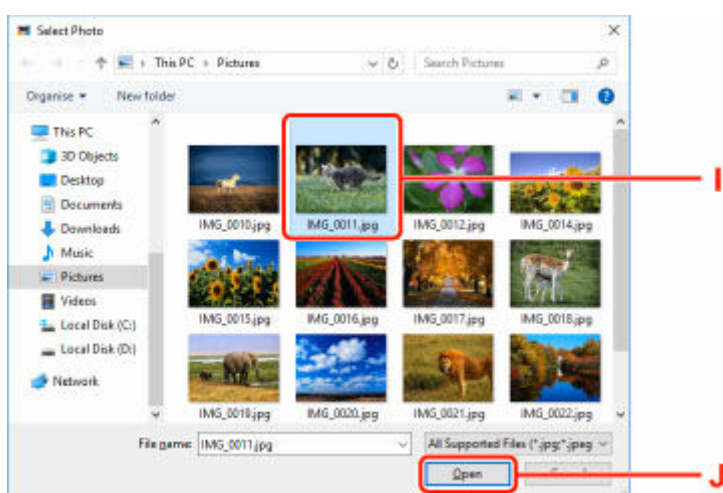 Select Photo
This PC › Pictures
Search Pictures
Organise
New folder
This PC
3D Objects
Desktop
Documents
Downloads
Music
Pictures
Videos
Local Disk (C:)
Local Disk (D:)
Network
IMG_0010.jpg IMG_0011.jpg IMG_0012.jpg IMG_0014.jpg
I
IMG_0015.jpg IMG_0016.jpg IMG_0017.jpg IMG_0018.jpg
IMG_0019.jpg IMG_0020.jpg IMG_0021.jpg IMG_0022.jpg
File name: IMG_0011.jpg All Supported Files (*.jpg;*.jpeg
Open
J